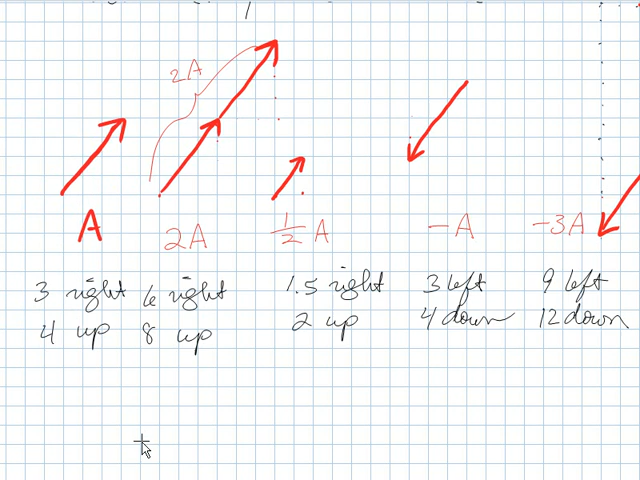 2A
A
2A
1/2 A
-A
-3A
3 right
6 right
1.5 right
3 left
9 left
4 up
8 up
2 up
4 down
12 down